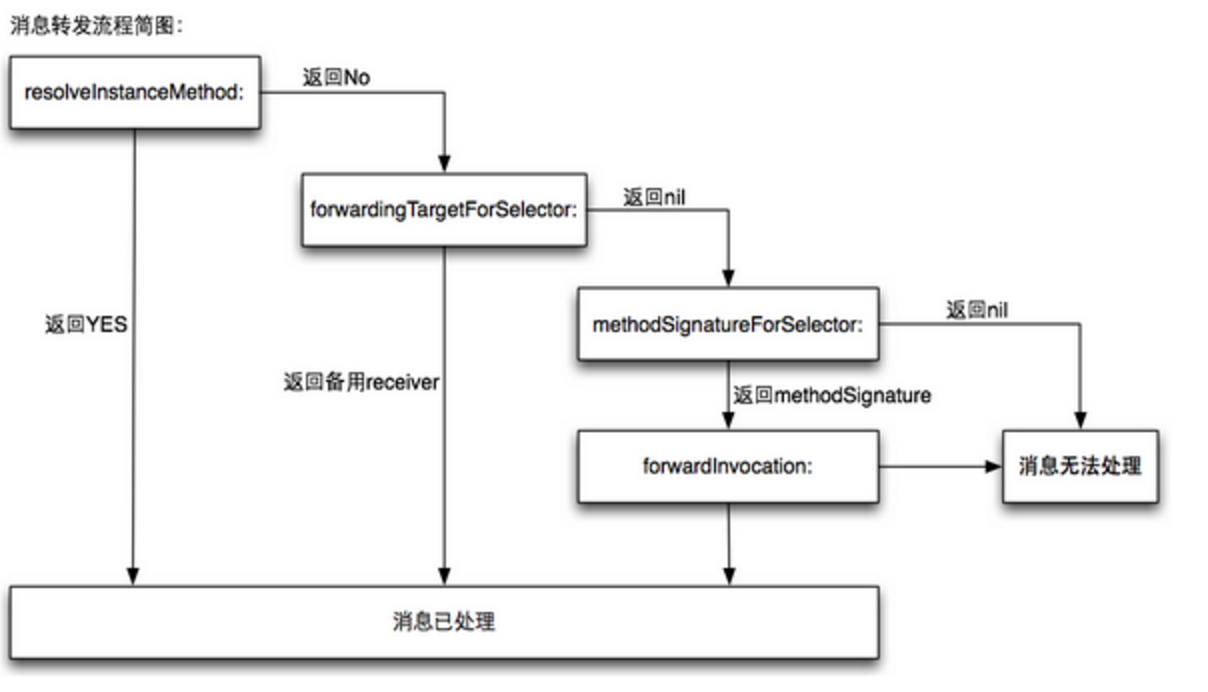 消息转发流程简图：
resolveInstanceMethod:
返回No
forwardingTargetForSelector:
返回nil
methodSignatureForSelector:
返回nil
返回YES
返回备用receiver
返回methodSignature
forwardInvocation:
消息无法处理
消息已处理